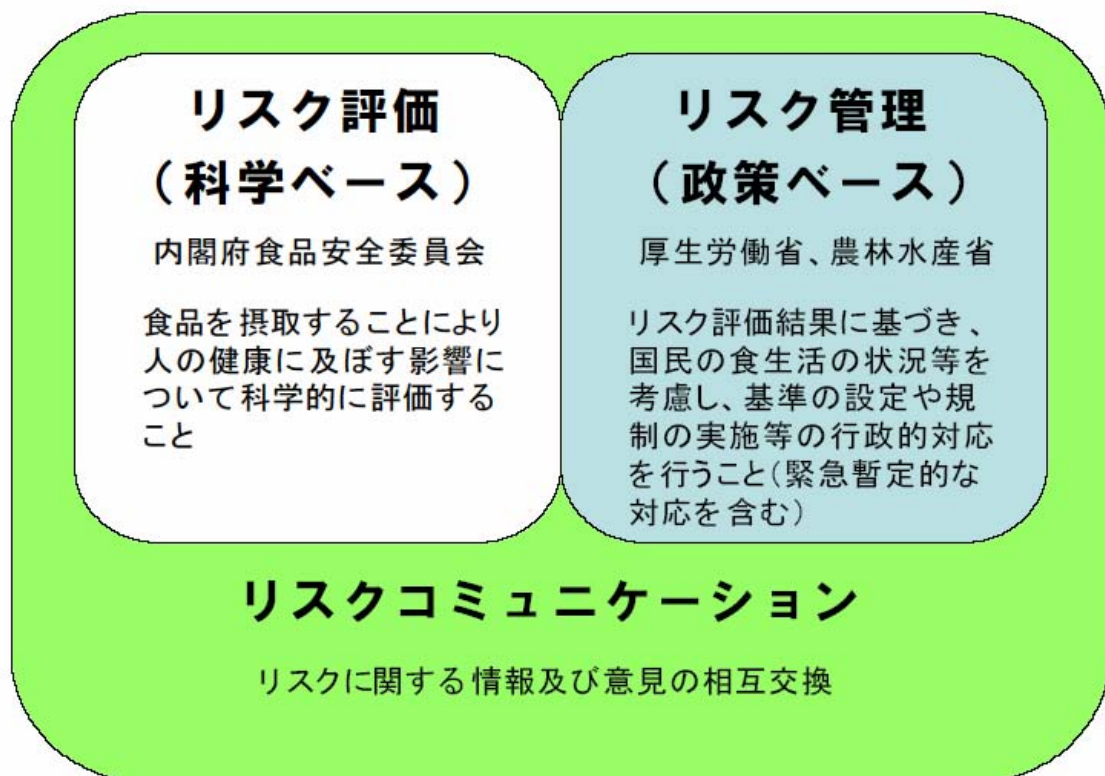 リスク評価
（科学ベース）
内閣府食品安全委員会
食品を摂取することにより
人の健康に及ぼす影響に
ついて科学的に評価する
こと
リスク管理
（政策ベース）
厚生労働省、農林水産省
リスク評価結果に基づき、
国民の食生活の状況等を
考慮し、基準の設定や規
制の実施等の行政的対応
を行うこと（緊急暫定的な
対応を含む）
リスクコミュニケーション
リスクに関する情報及び意見の相互交換